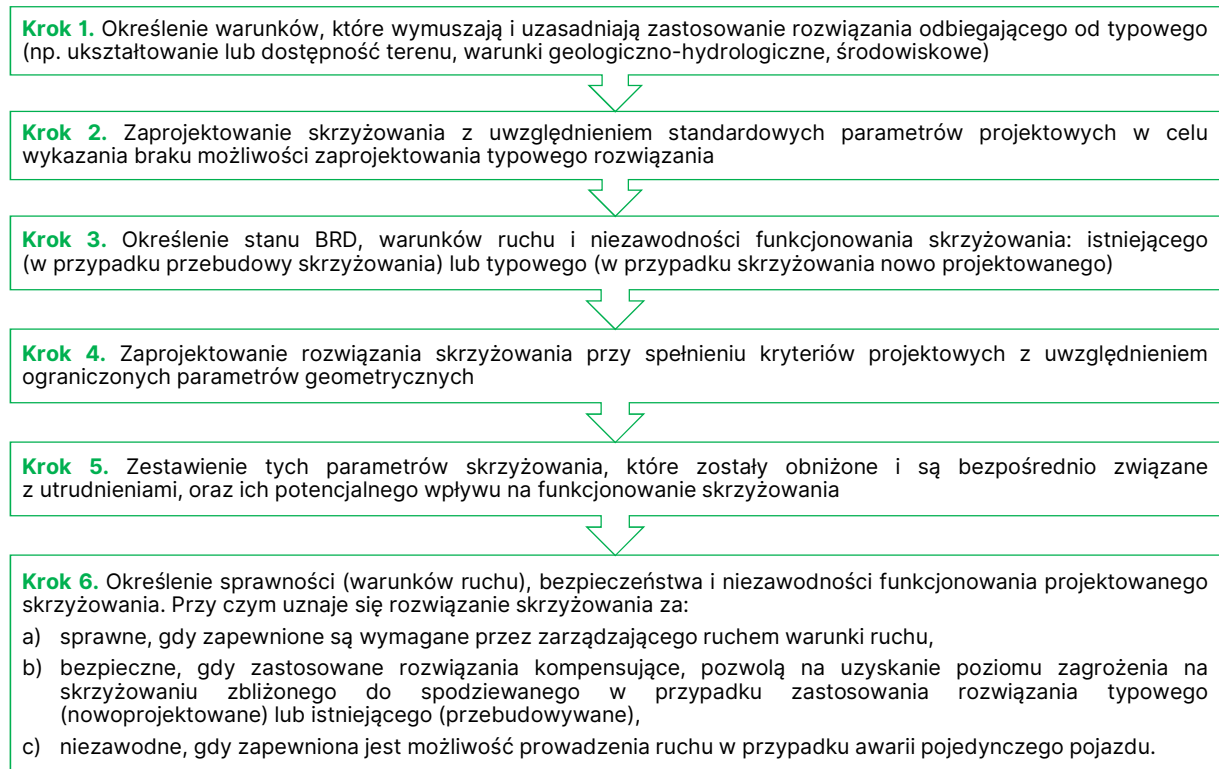 Krok 1. Określenie warunków, które wymuszają i uzasadniają zastosowanie rozwiązania odbiegającego od typowego
(np. ukształtowanie lub dostępność terenu, warunki geologiczno-hydrologiczne, środowiskowe)
Krok 2. Zaprojektowanie skrzyżowania z uwzględnieniem standardowych parametrów projektowych w celu
wykazania braku możliwości zaprojektowania typowego rozwiązania
Krok 3. Określenie stanu BRD, warunków ruchu i niezawodności funkcjonowania skrzyżowania: istniejącego
(w przypadku przebudowy skrzyżowania) lub typowego (w przypadku skrzyżowania nowo projektowanego)
Krok 4. Zaprojektowanie rozwiązania skrzyżowania przy spełnieniu kryteriów projektowych z uwzględnieniem
ograniczonych parametrów geometrycznych
Krok 5. Zestawienie tych parametrów skrzyżowania, które zostały obniżone i są bezpośrednio związane
z utrudnieniami, oraz ich potencjalnego wpływu na funkcjonowanie skrzyżowania
Krok 6. Określenie sprawności (warunków ruchu), bezpieczeństwa i niezawodności funkcjonowania projektowanego
skrzyżowania. Przy czym uznaje się rozwiązanie skrzyżowania za:
a) sprawne, gdy zapewnione są wymagane przez zarządzającego ruchem warunki ruchu,
b) bezpieczne, gdy zastosowane rozwiązania kompensujące, pozwolą na uzyskanie poziomu zagrożenia na
skrzyżowaniu zbliżonego do spodziewanego w przypadku zastosowania rozwiązania typowego
(nowoprojektowane) lub istniejącego (przebudowywane),
c) niezawodne, gdy zapewniona jest możliwość prowadzenia ruchu w przypadku awarii pojedynczego pojazdu.